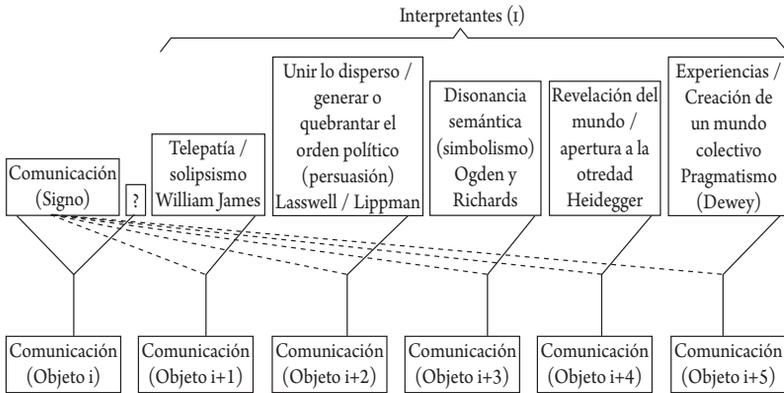 Interpretantes (I)
Comunicación
(Signo)
?
Telepatía /
solipsismo
William James
Unir lo disperso /
generar o
quebrantar el
orden político
(persuasión)
Lasswell / Lippman
Disonancia
semántica
(simbolismo)
Ogden y
Richards
Revelación del
mundo /
apertura a la
otredad
Heidegger
Experiencias /
Creación de
un mundo
colectivo
Pragmatismo
(Dewey)
Comunicación
(Objeto i)
Comunicación
(Objeto i+1)
Comunicación
(Objeto i+2)
Comunicación
(Objeto i+3)
Comunicación
(Objeto i+4)
Comunicación
(Objeto i+5)